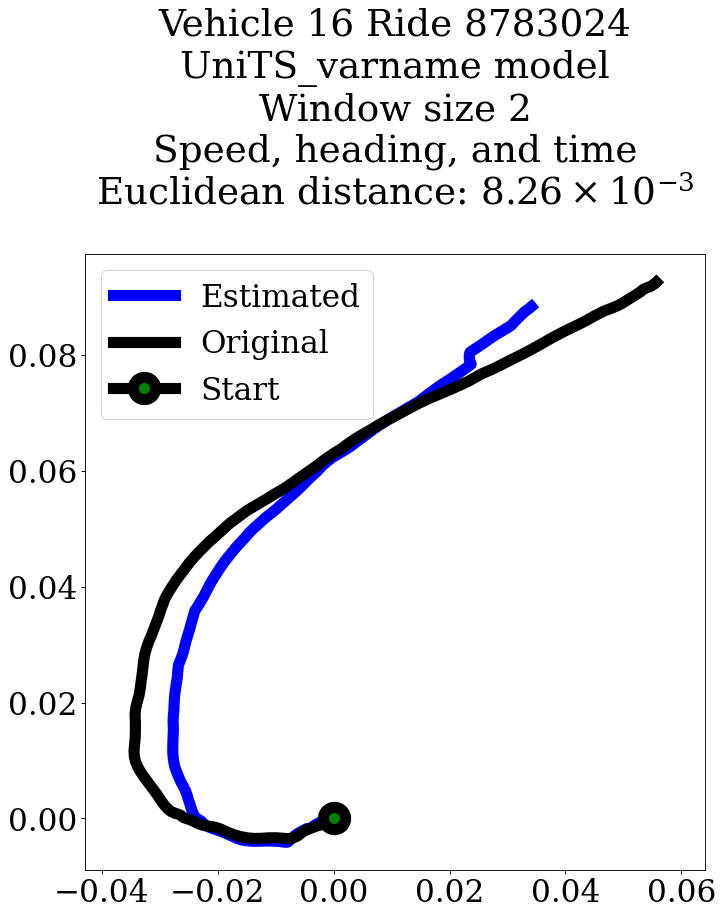 Vehicle 16 Ride 8783024
UniTS_varname model
Window size 2
Speed, heading, and time
Euclidean distance: 8.26 × 10⁻³
Estimated
Original
Start
0.08
0.06
0.04
0.02
0.00
−0.04 −0.02 0.00 0.02 0.04 0.06